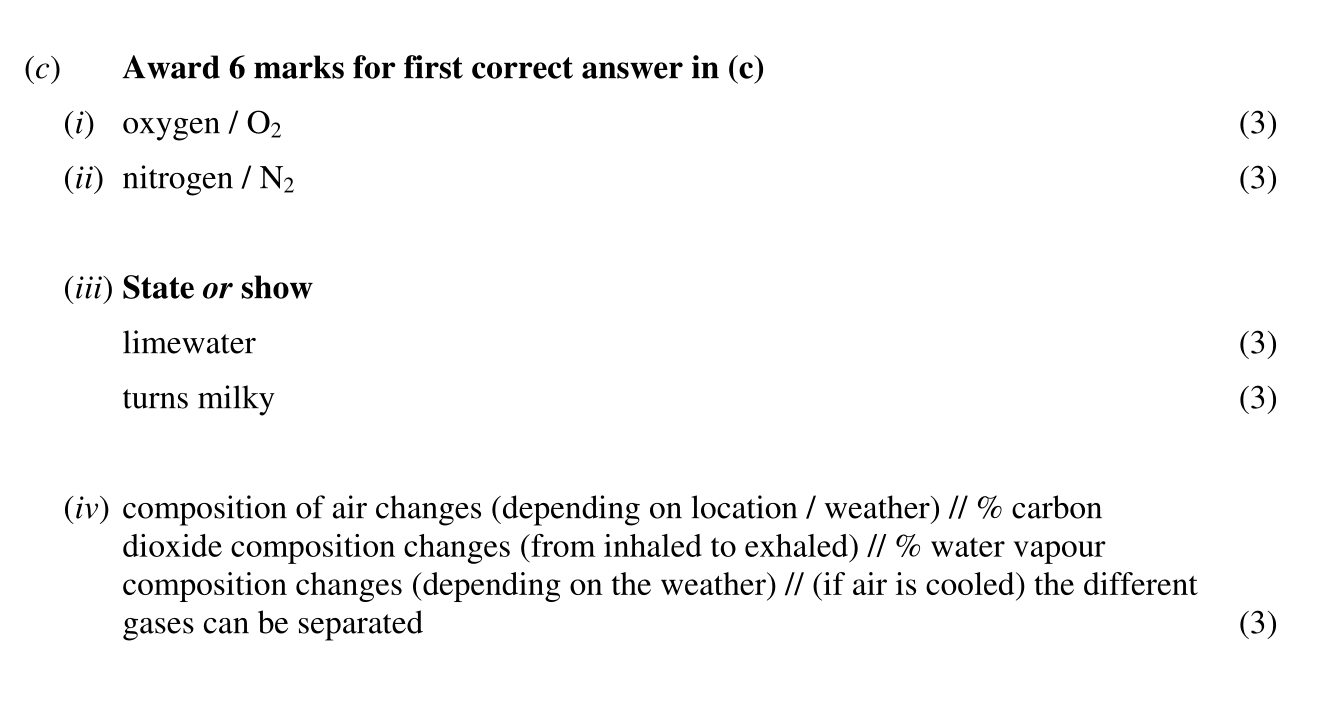 (c) Award 6 marks for first correct answer in (c)
(i) oxygen / O₂ (3)
(ii) nitrogen / N₂ (3)
(iii) State or show
limewater (3)
turns milky (3)
(iv) composition of air changes (depending on location / weather) // % carbon
dioxide composition changes (from inhaled to exhaled) // % water vapour
composition changes (depending on the weather) // (if air is cooled) the different
gases can be separated (3)